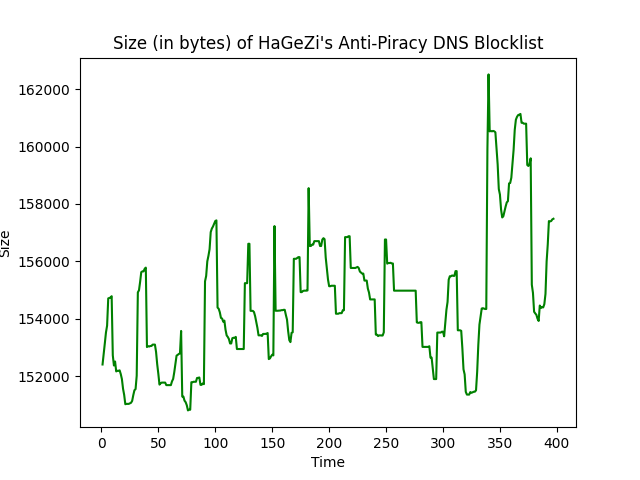 Size (in bytes) of HaGeZi's Anti-Piracy DNS Blocklist
162000
160000
158000
156000
154000
152000
Size
0 50 100 150 200 250 300 350 400
Time